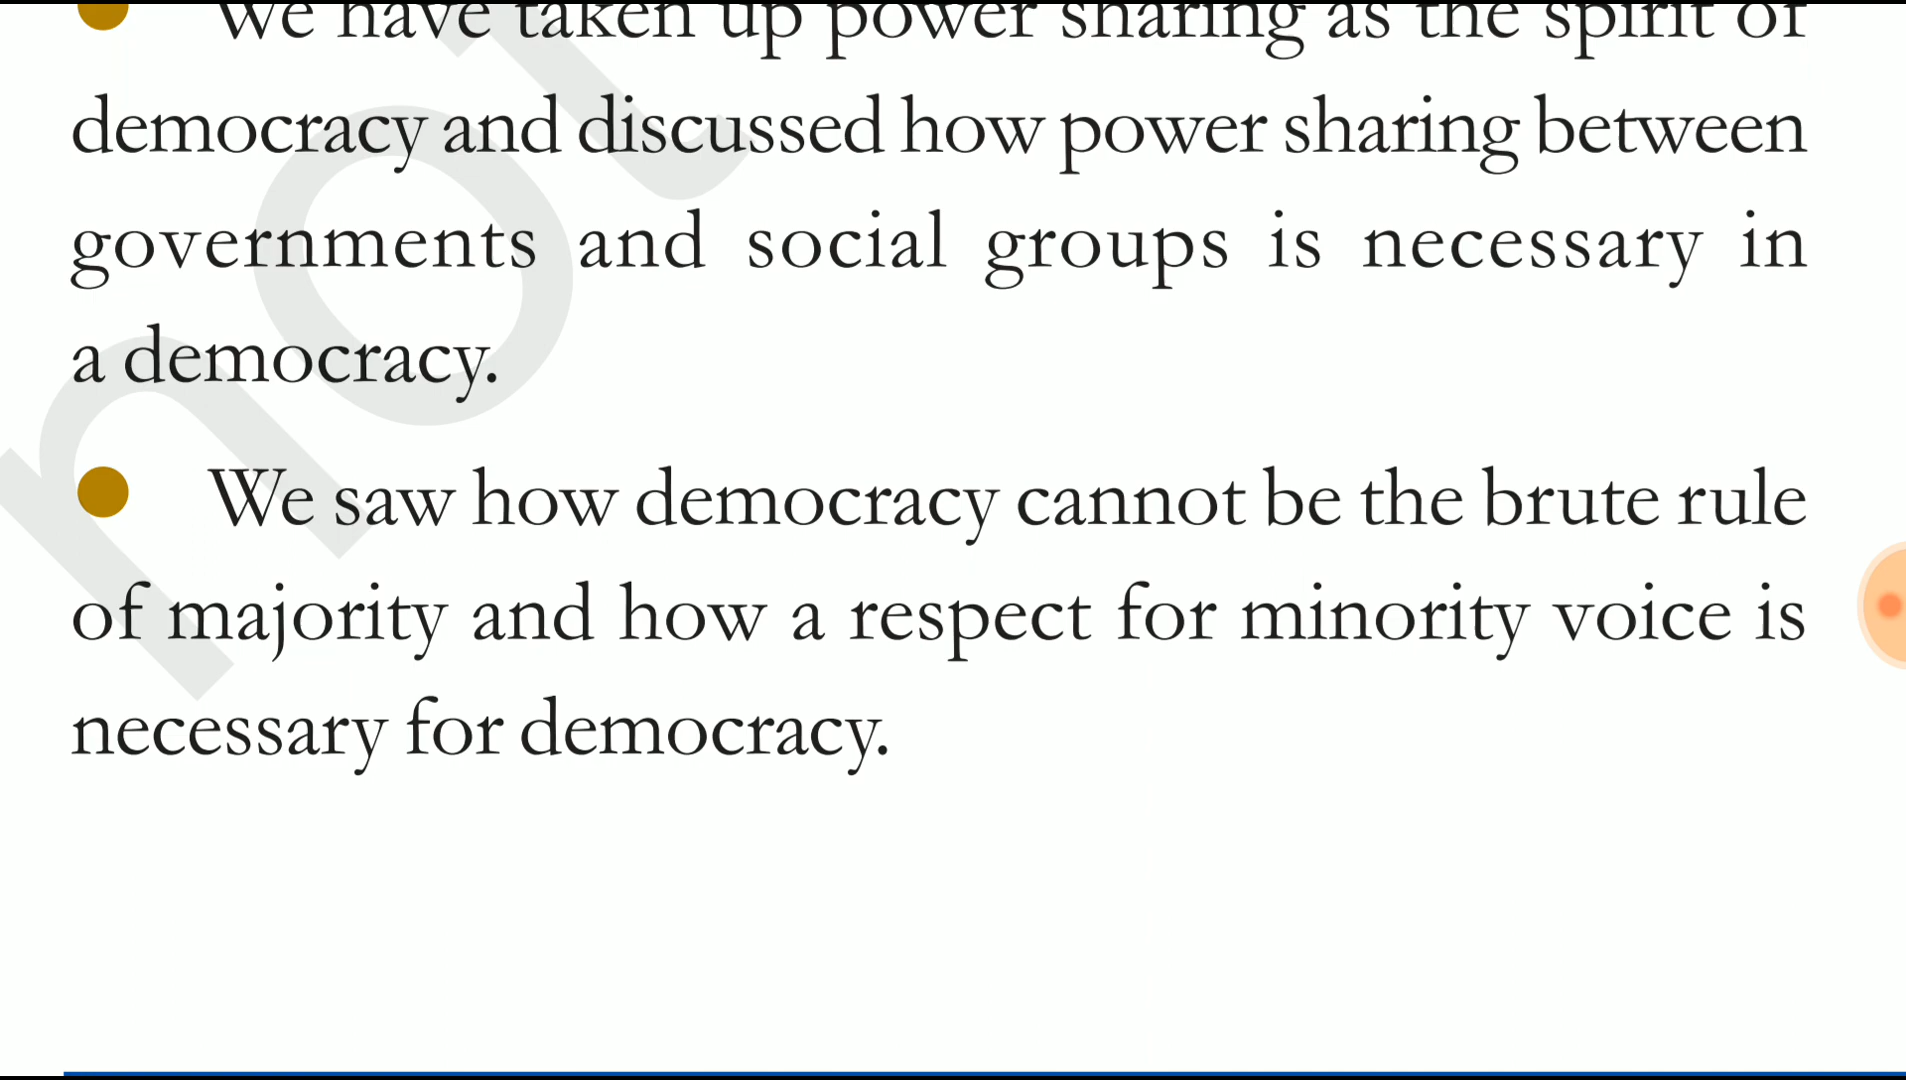 ● We have taken up power sharing as the spirit of
democracy and discussed how power sharing between
governments and social groups is necessary in
a democracy.
● We saw how democracy cannot be the brute rule
of majority and how a respect for minority voice is
necessary for democracy.
not